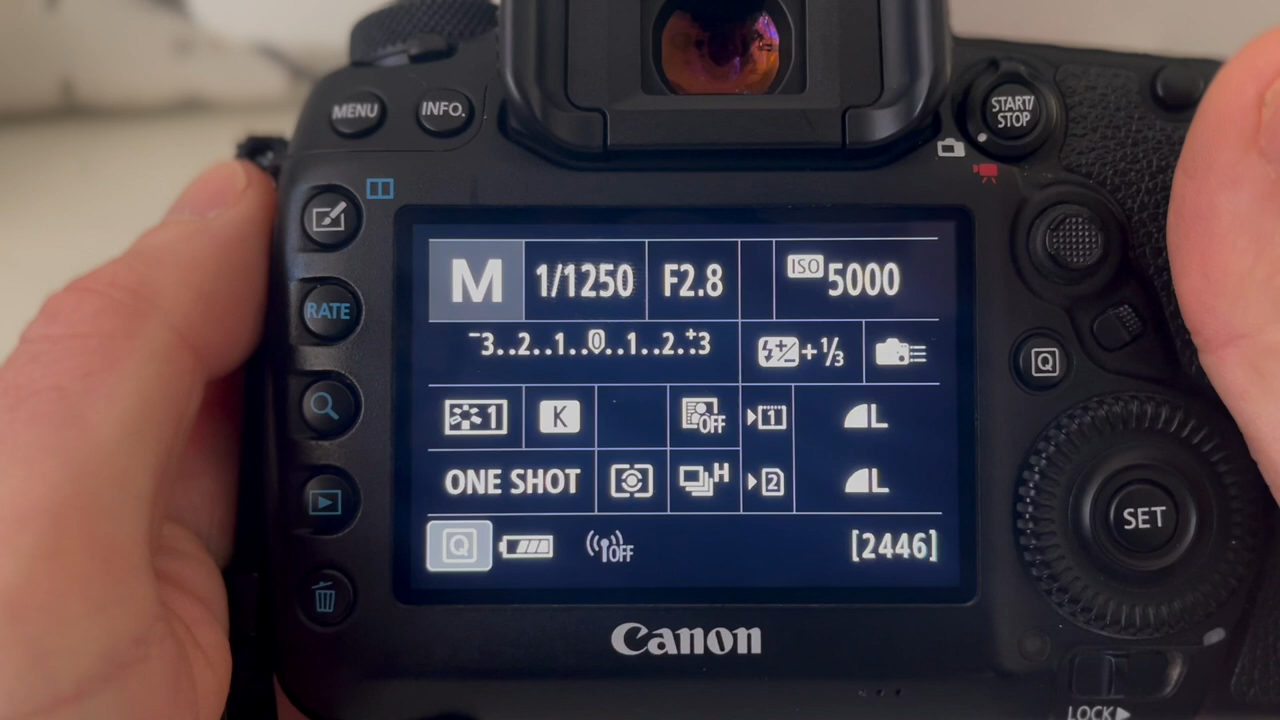 MENU
INFO.
START/
STOP
RATE
M 1/1250 F2.8 ISO 5000
-3..2..1..0..1..2..+3 +1/3
1 K OFF 1 L
ONE SHOT H 2 L
Q OFF [2446]
Q
SET
Canon
LOCK